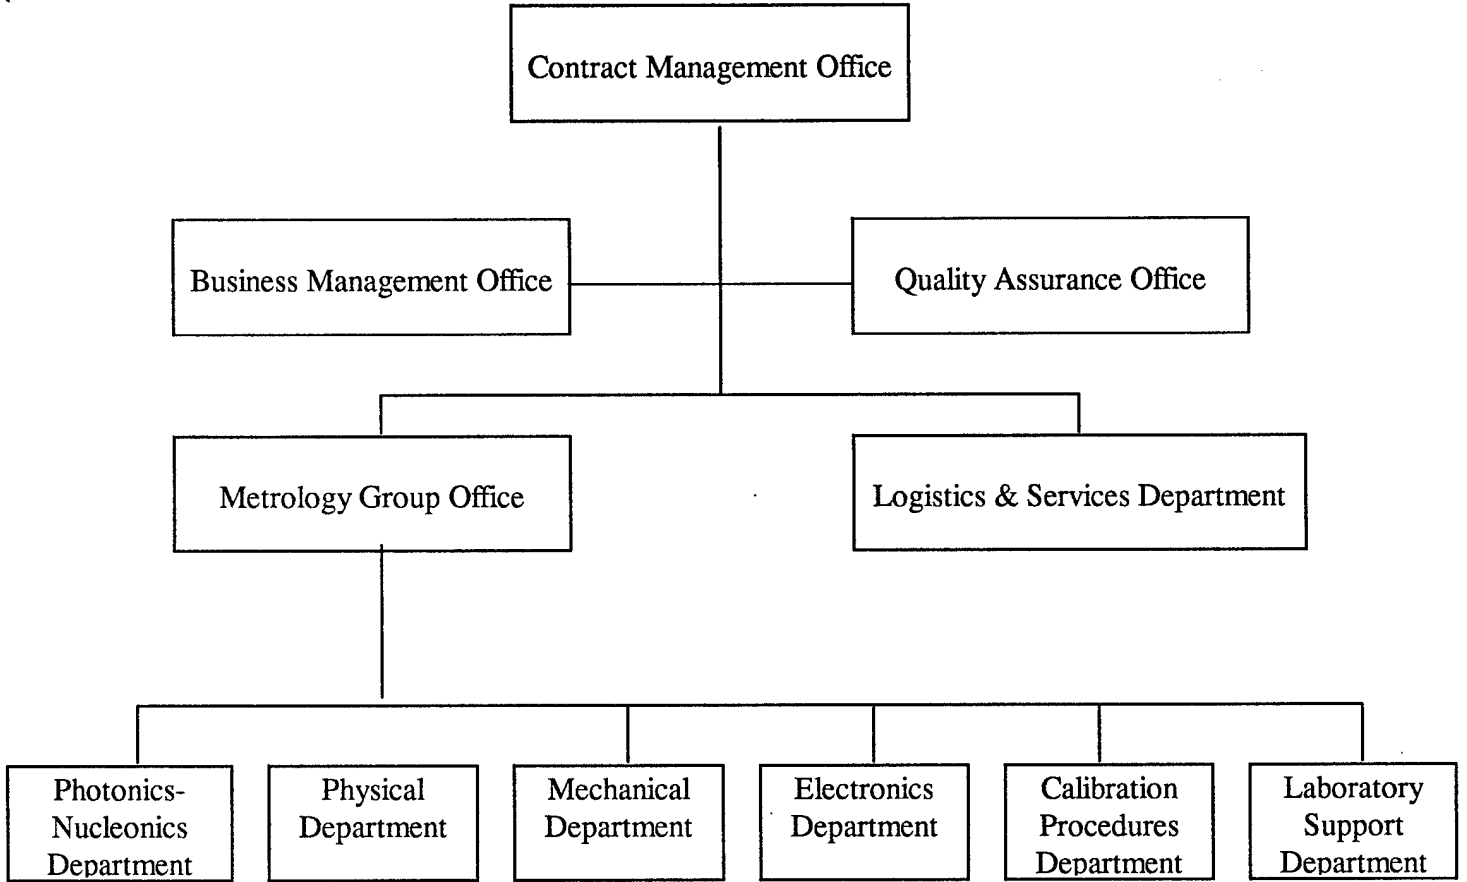 Contract Management Office
Business Management Office
Quality Assurance Office
Metrology Group Office
Logistics & Services Department
Photonics-
Nucleonics
Department
Physical
Department
Mechanical
Department
Electronics
Department
Calibration
Procedures
Department
Laboratory
Support
Department